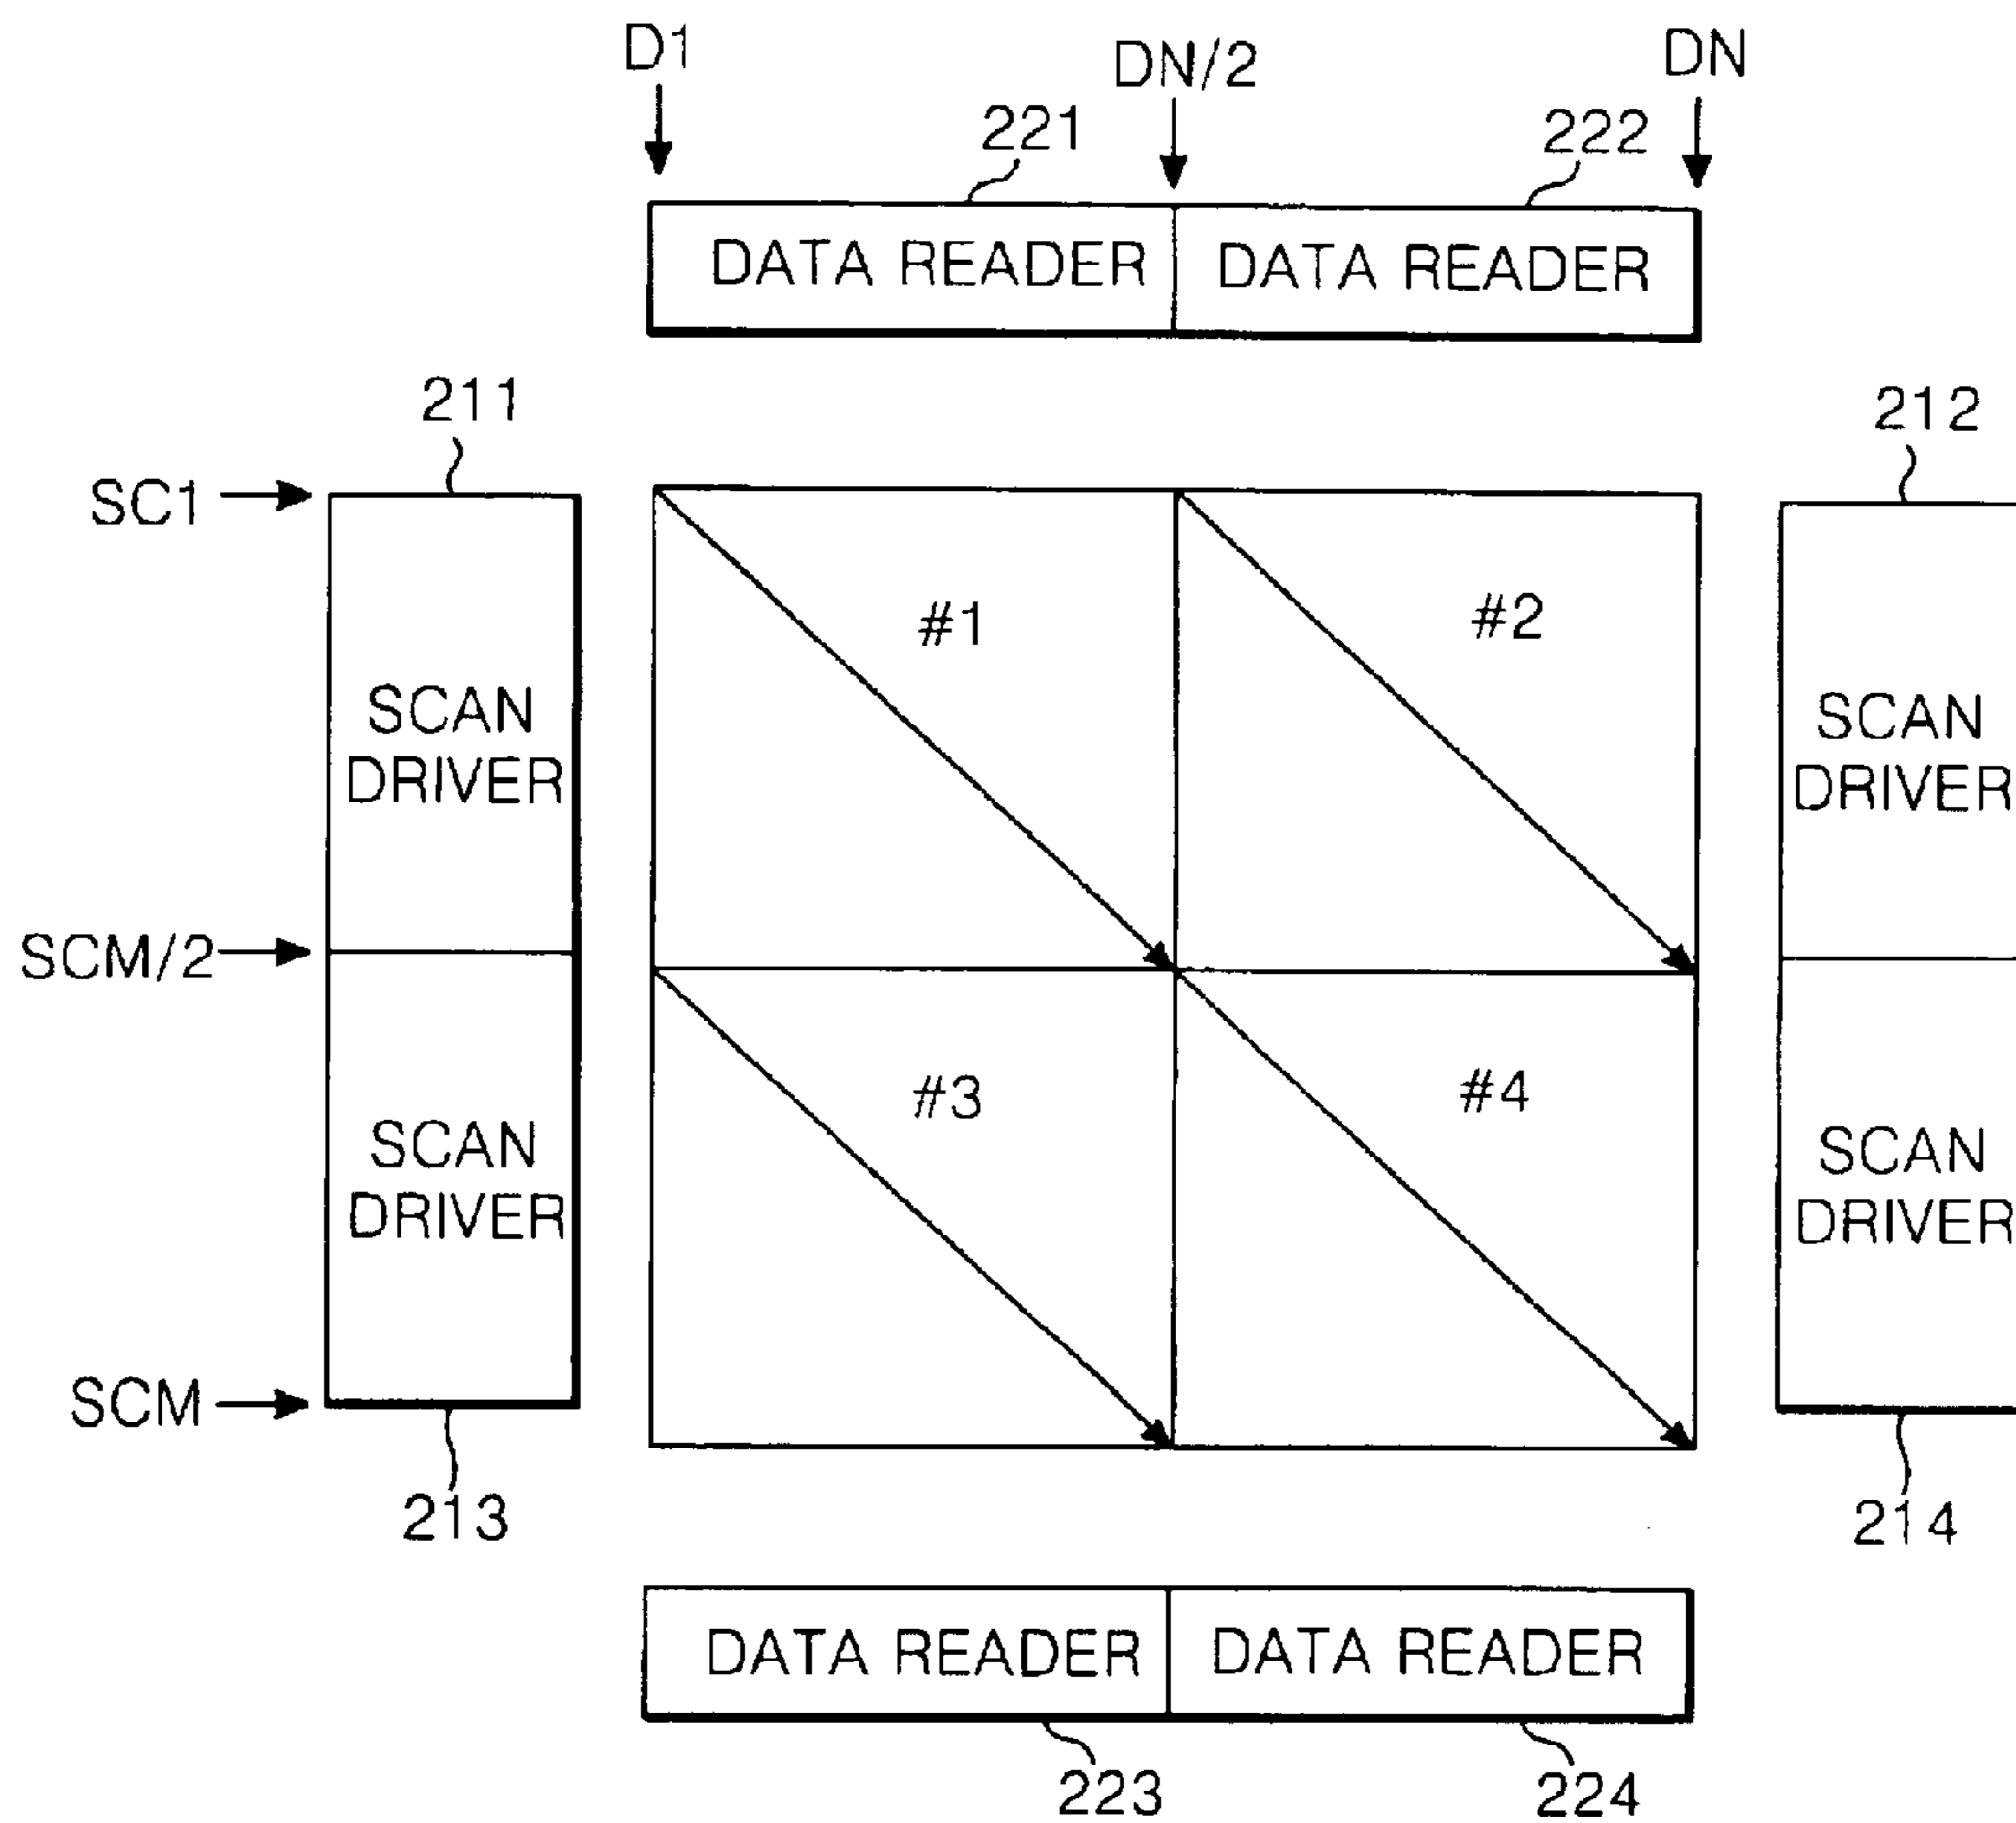 D1
DN/2
DN
221
222
DATA READER
DATA READER
211
212
SC1
#1
#2
SCAN
DRIVER
SCAN
DRIVER
SCM/2
#3
#4
SCAN
DRIVER
SCAN
DRIVER
SCM
213
214
DATA READER
DATA READER
223
224